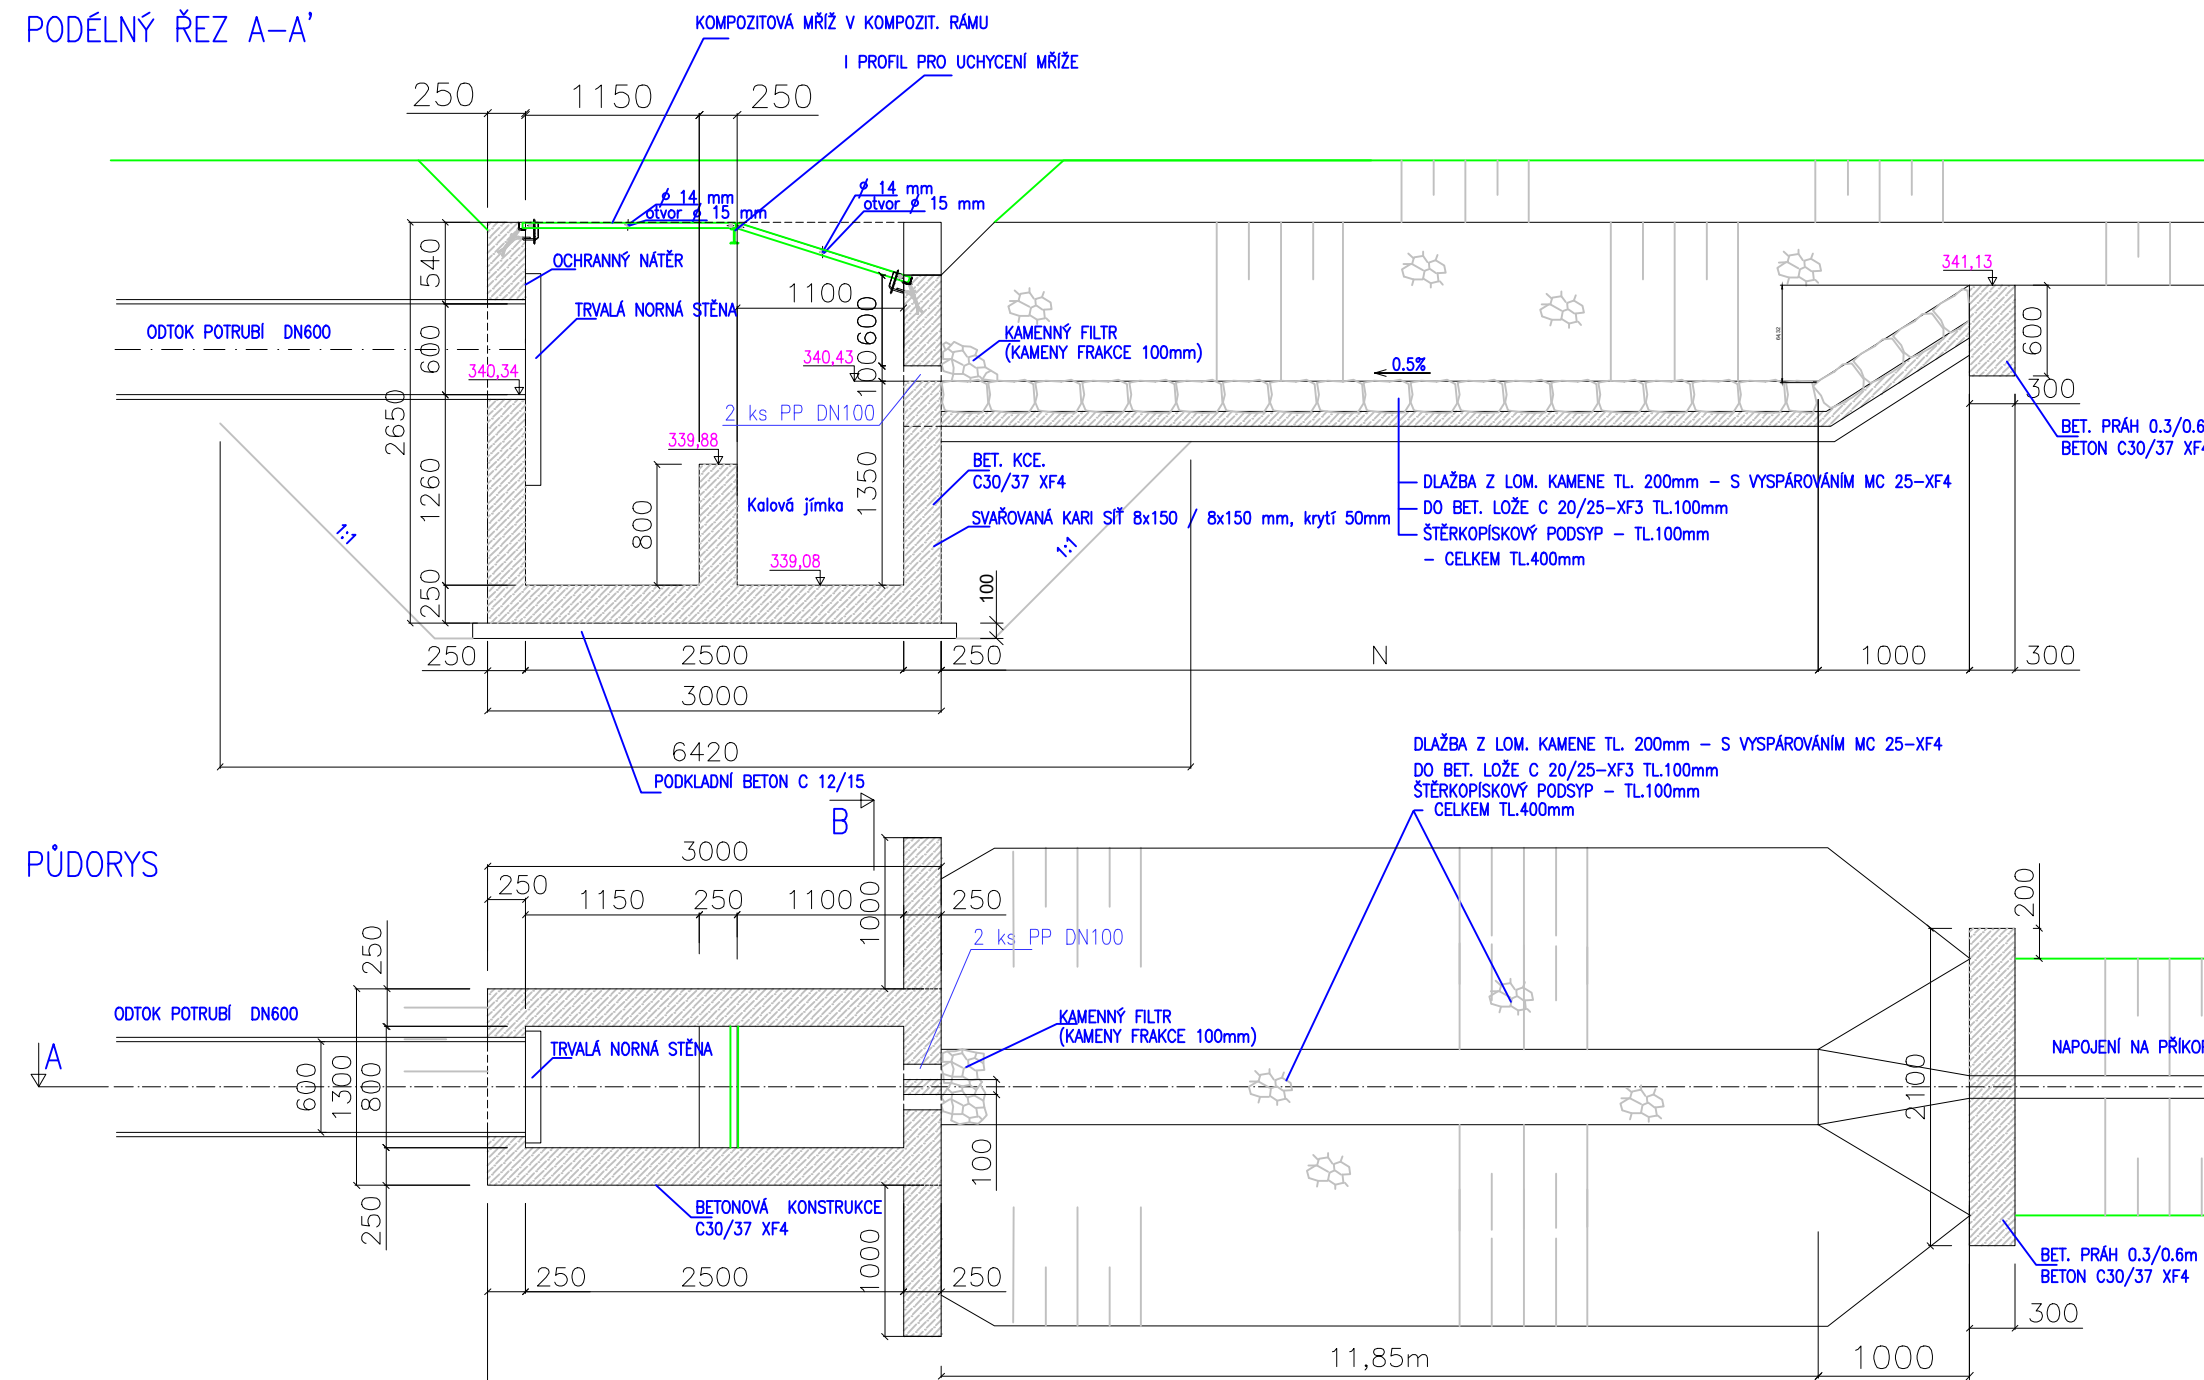 PODÉLNÝ ŘEZ A-A'
KOMPOZITOVÁ MŘÍŽ V KOMPOZIT. RÁMU
I PROFIL PRO UCHYCENÍ MŘÍŽE
250
1150
250
ø 14 mm
otvor ø 15 mm
ø 14 mm
otvor ø 15 mm
540
OCHRANNÝ NÁTĚR
TRVALÁ NORNÁ STĚNA
1100
341,13
ODTOK POTRUBÍ DN600
600
340,34
340,43
600
100
KAMENNÝ FILTR
(KAMENY FRAKCE 100mm)
0.5%
600
300
2650
2 ks PP DN100
339,88
BET. PRÁH 0.3/0.6
BETON C30/37 XF4
BET. KCE.
C30/37 XF4
1260
800
Kalová jímka
1350
SVAŘOVANÁ KARI SÍŤ 8x150 / 8x150 mm, krytí 50mm
DLAŽBA Z LOM. KAMENE TL. 200mm - S VYSPÁROVÁNÍM MC 25-XF4
DO BET. LOŽE C 20/25-XF3 TL.100mm
ŠTĚRKOPÍSKOVÝ PODSYP - TL.100mm
- CELKEM TL.400mm
1:1
1:1
339,08
250
100
250
2500
250
N
1000
300
3000
6420
PODKLADNÍ BETON C 12/15
DLAŽBA Z LOM. KAMENE TL. 200mm - S VYSPÁROVÁNÍM MC 25-XF4
DO BET. LOŽE C 20/25-XF3 TL.100mm
ŠTĚRKOPÍSKOVÝ PODSYP - TL.100mm
- CELKEM TL.400mm
B
PŮDORYS
3000
250
1150
250
1100
1000
250
200
250
2 ks PP DN100
ODTOK POTRUBÍ DN600
KAMENNÝ FILTR
(KAMENY FRAKCE 100mm)
A
TRVALÁ NORNÁ STĚNA
NAPOJENÍ NA PŘÍKOP
600
1300
800
2100
100
250
BETONOVÁ KONSTRUKCE
C30/37 XF4
1000
250
2500
250
BET. PRÁH 0.3/0.6m
BETON C30/37 XF4
300
11,85m
1000